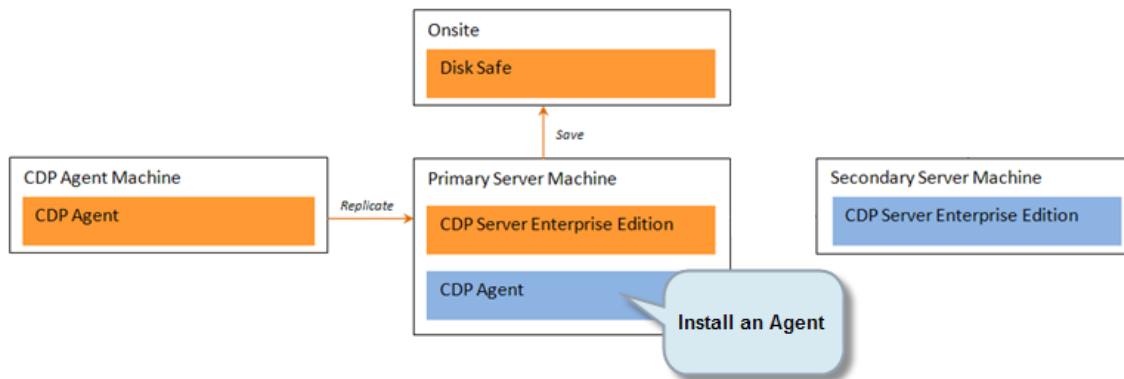 Onsite
Disk Safe
Save
CDP Agent Machine
CDP Agent
Replicate
Primary Server Machine
CDP Server Enterprise Edition
CDP Agent
Install an Agent
Secondary Server Machine
CDP Server Enterprise Edition